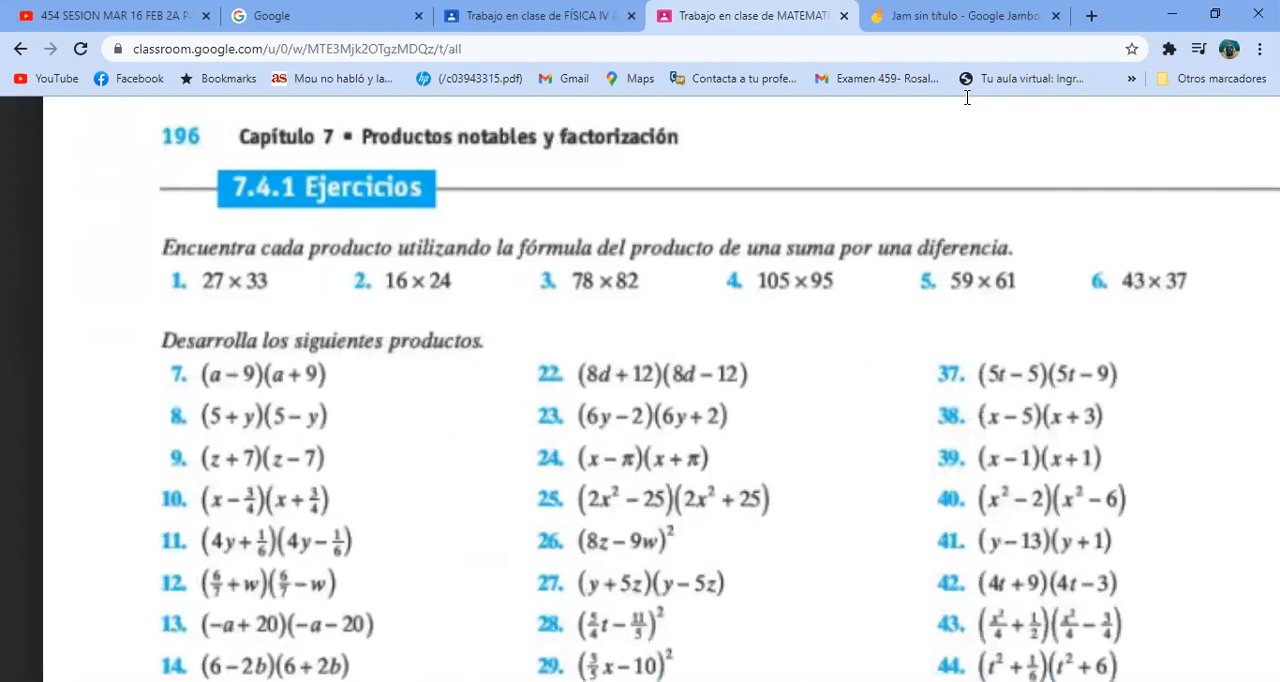 454 SESION MAR 16 FEB 2A P
Google
Trabajo en clase de FÍSICA IV Á
Trabajo en clase de MATEMAT
Jam sin título - Google Jambo
classroom.google.com/u/0/w/MTE3Mjk2OTgzMDQz/t/all
YouTube
Facebook
Bookmarks
as Mou no habló y la...
hp (/c03943315.pdf)
Gmail
Maps
Contacta a tu profe...
Examen 459- Rosal...
Tu aula virtual: Ingr...
»
Otros marcadores
196 Capítulo 7 ▪ Productos notables y factorización
7.4.1 Ejercicios
Encuentra cada producto utilizando la fórmula del producto de una suma por una diferencia.
1. 27 × 33 2. 16 × 24 3. 78 × 82 4. 105 × 95 5. 59 × 61 6. 43 × 37
Desarrolla los siguientes productos.
7. (a − 9)(a + 9)
8. (5 + y)(5 − y)
9. (z + 7)(z − 7)
10. (x − 3/4)(x + 3/4)
11. (4y + 1/6)(4y − 1/6)
12. (6/7 + w)(6/7 − w)
13. (−a + 20)(−a − 20)
14. (6 − 2b)(6 + 2b)
22. (8d + 12)(8d − 12)
23. (6y − 2)(6y + 2)
24. (x − π)(x + π)
25. (2x² − 25)(2x² + 25)
26. (8z − 9w)²
27. (y + 5z)(y − 5z)
28. (5/4 t − 11/5)²
29. (3/5 x − 10)²
37. (5t − 5)(5t − 9)
38. (x − 5)(x + 3)
39. (x − 1)(x + 1)
40. (x² − 2)(x² − 6)
41. (y − 13)(y + 1)
42. (4t + 9)(4t − 3)
43. (x²/4 + 1/2)(x²/4 − 3/4)
44. (t² + 1/6)(t² + 6)